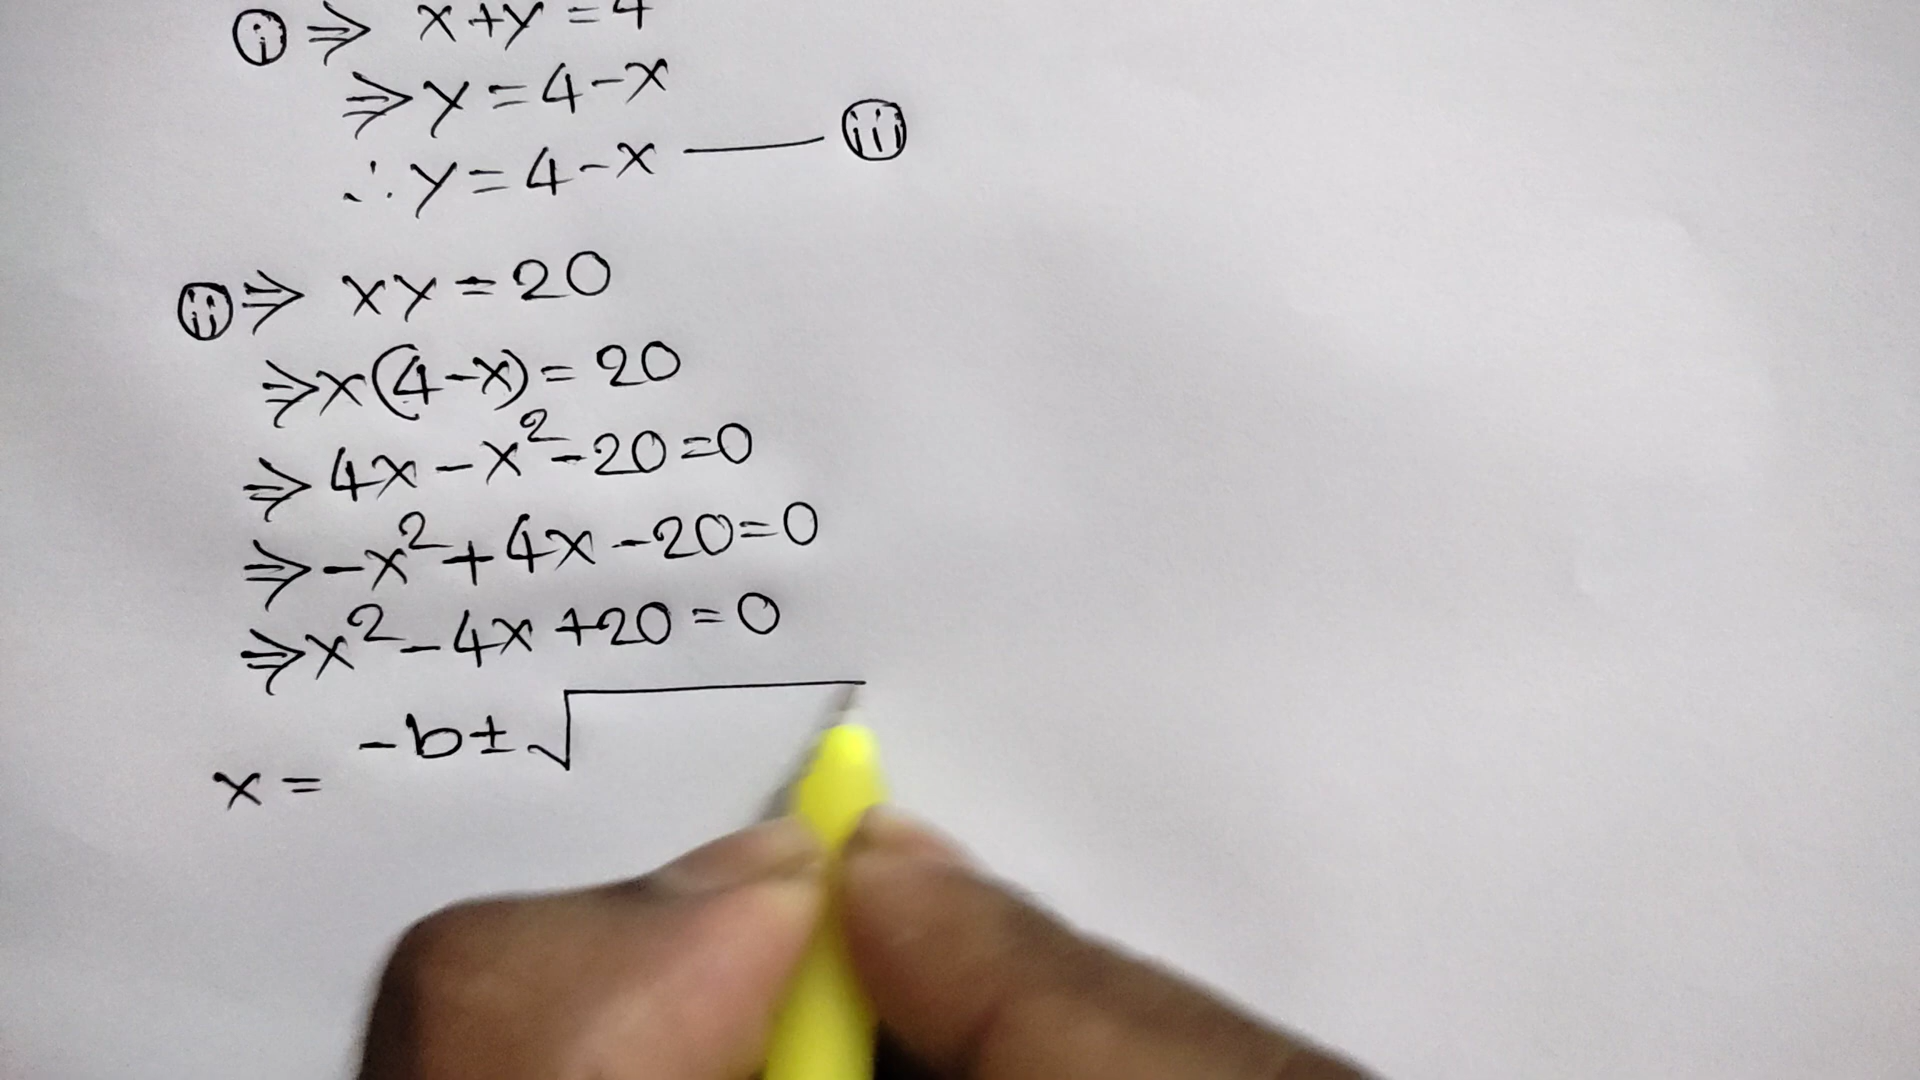 ⓘ ⇒ x+y=4
⇒ y=4-x
∴ y=4-x —— ⓘⓘⓘ
ⓘⓘ ⇒ xy=20
⇒ x(4-x)=20
⇒ 4x-x²-20=0
⇒ -x²+4x-20=0
⇒ x²-4x+20=0
x = -b±√